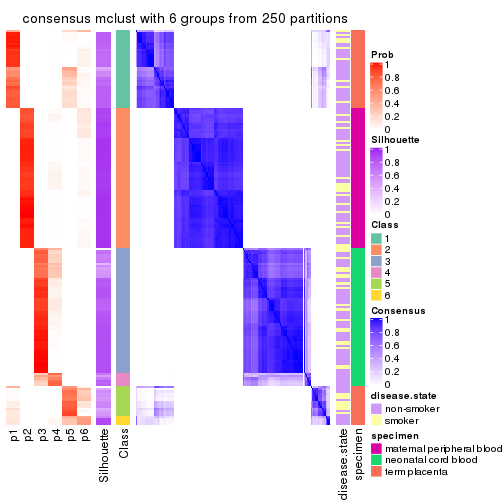 consensus mclust with 6 groups from 250 partitions
Prob
1
0.8
0.6
0.4
0.2
0
Silhouette
1
0.8
0.6
0.4
0.2
0
Class
1
2
3
4
5
6
Consensus
1
0.8
0.6
0.4
0.2
0
disease.state
non-smoker
smoker
specimen
maternal peripheral blood
neonatal cord blood
term placenta
p1
p2
p3
p4
p5
p6
Silhouette
Class
disease.state
specimen